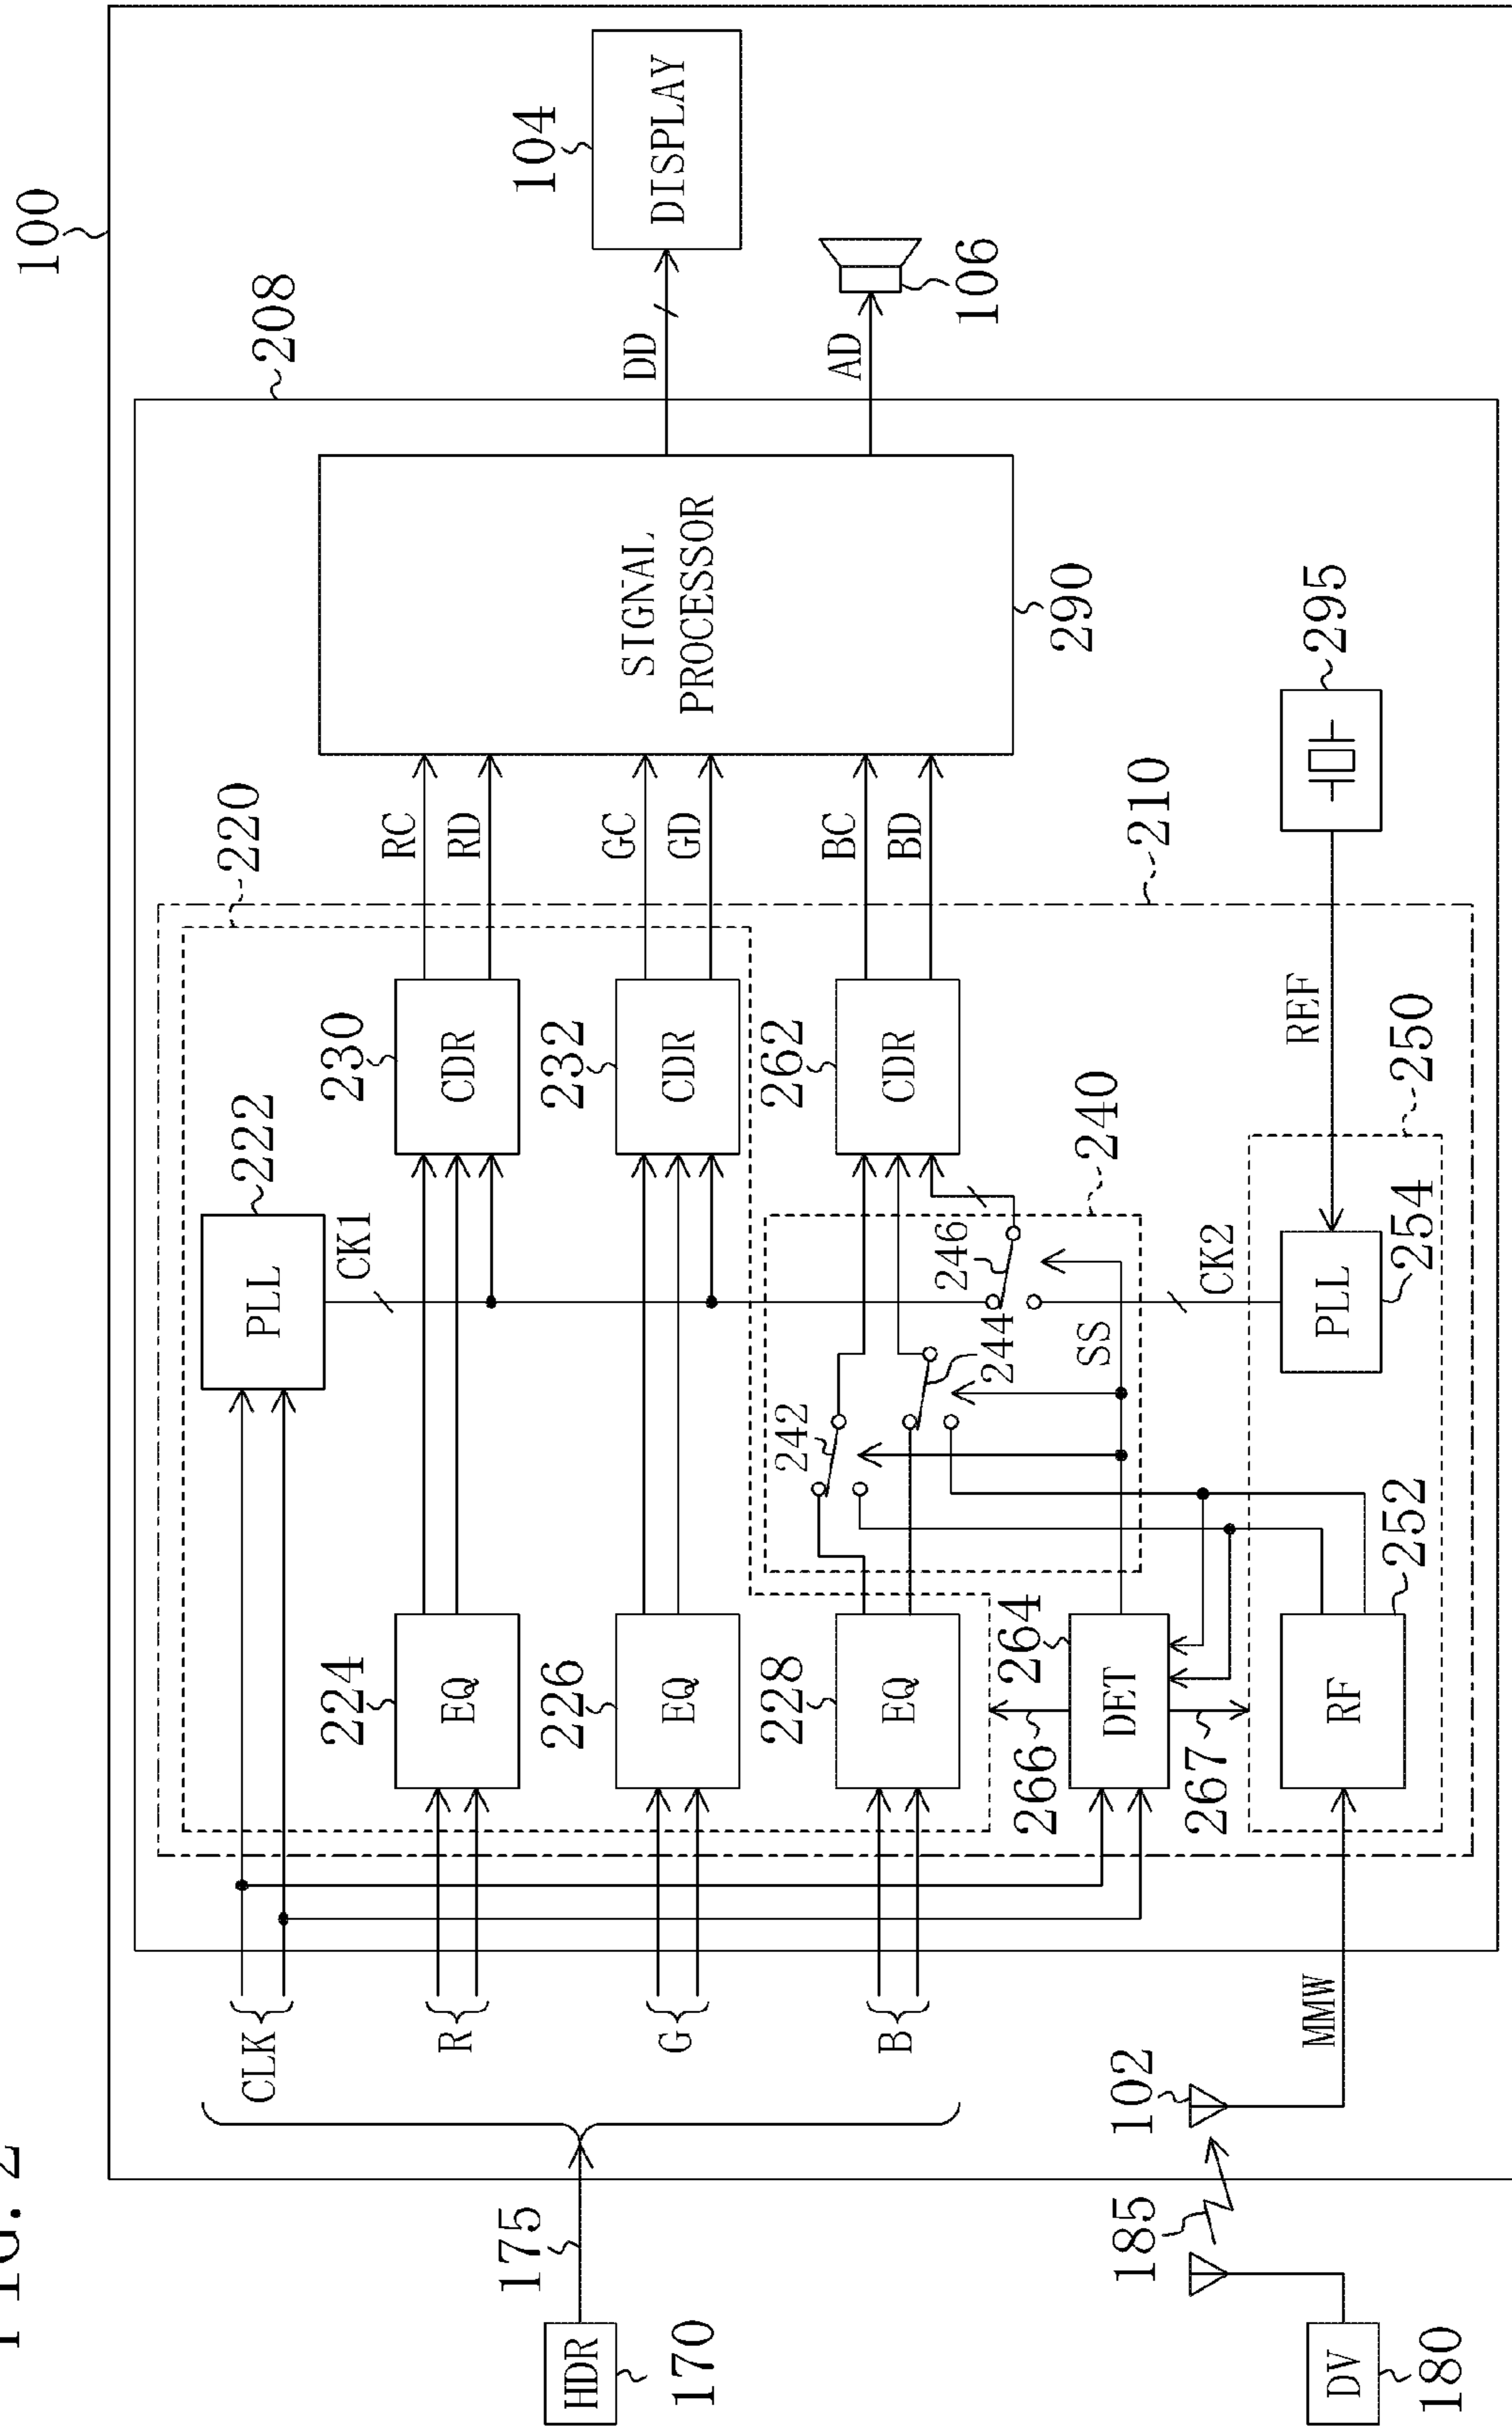 FIG. 2
100
208
104
DISPLAY
DD
AD
106
SIGNAL
PROCESSOR
290
295
220
210
RC
RD
GC
GD
BC
BD
222
PLL
CK1
230
CDR
232
CDR
262
CDR
240
REF
250
224
EQ
226
EQ
228
EQ
242
244
246
SS
CK2
PLL
254
264
DET
266
267
252
RF
CLK
R
G
B
MMW
102
175
185
HDR
170
DV
180